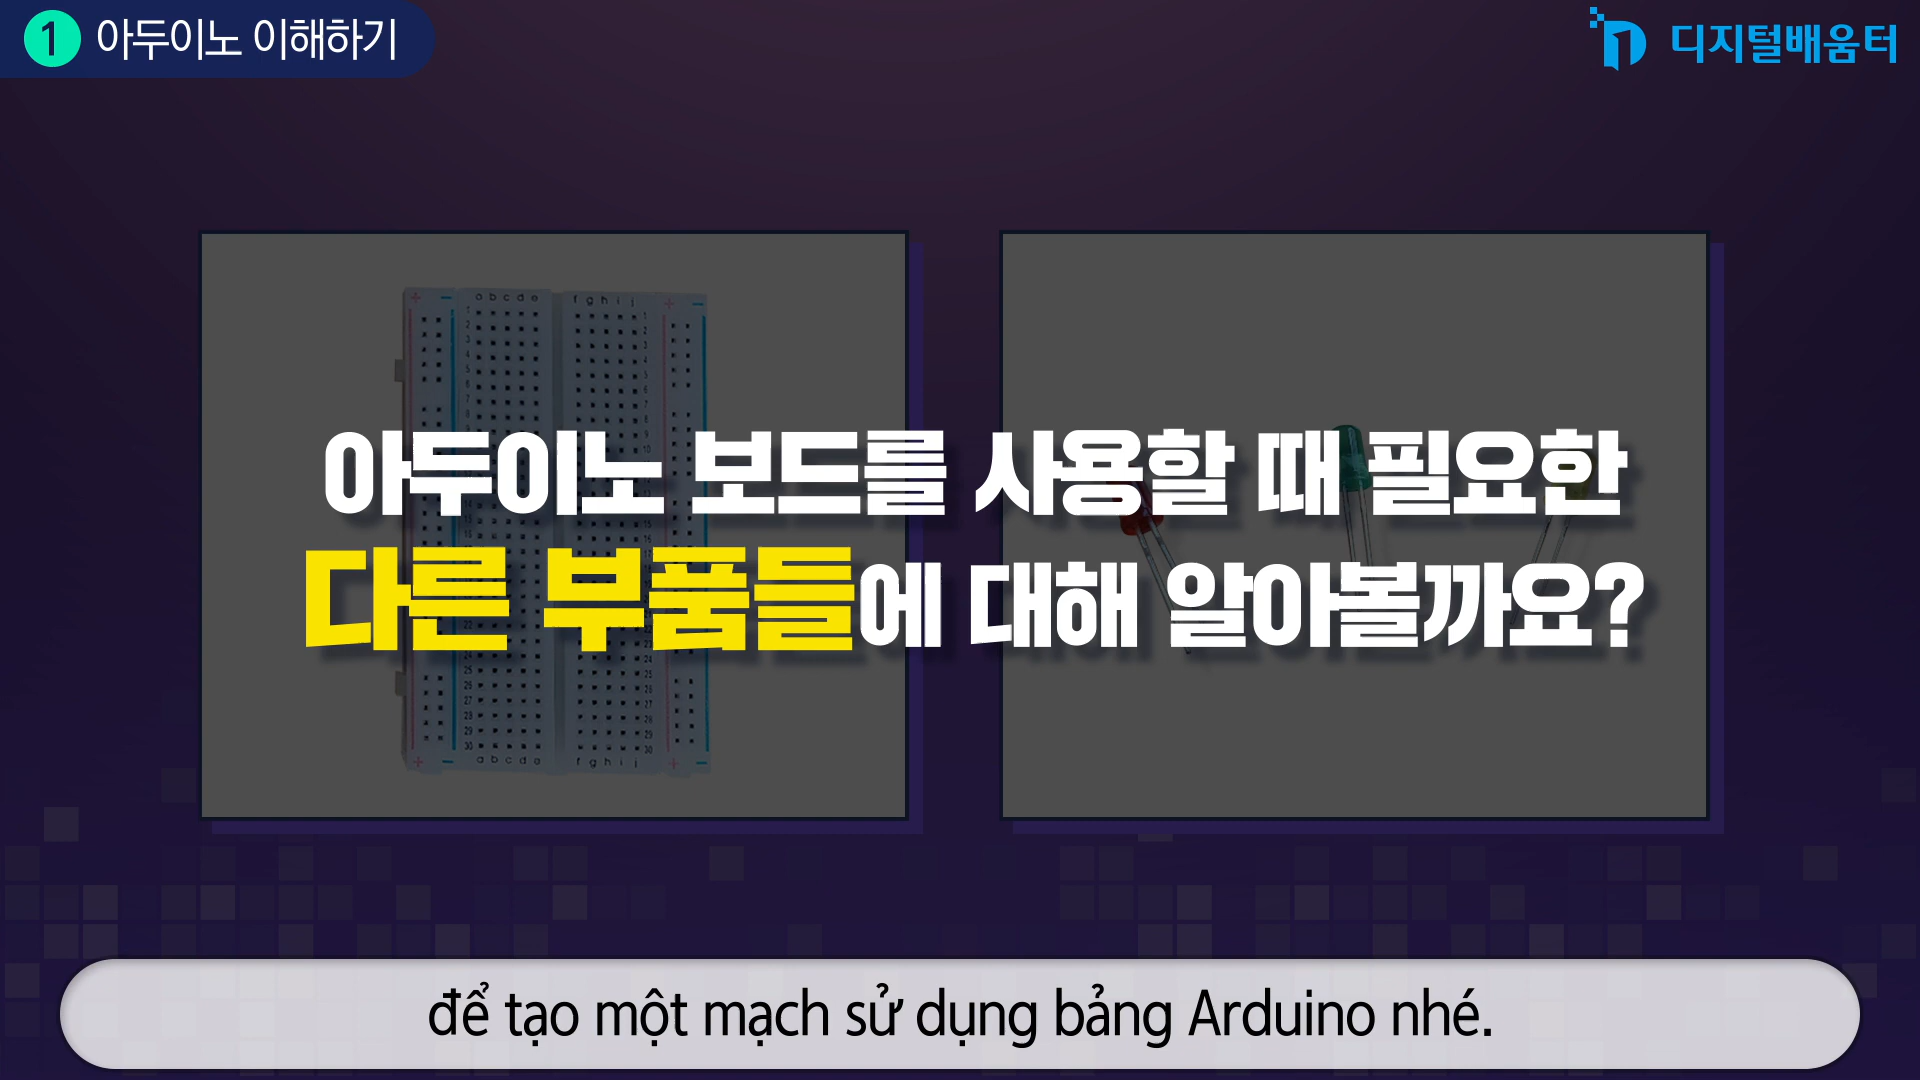 1 아두이노 이해하기
디지털배움터
아두이노 보드를 사용할 때 필요한
다른 부품들에 대해 알아볼까요?
để tạo một mạch sử dụng bảng Arduino nhé.